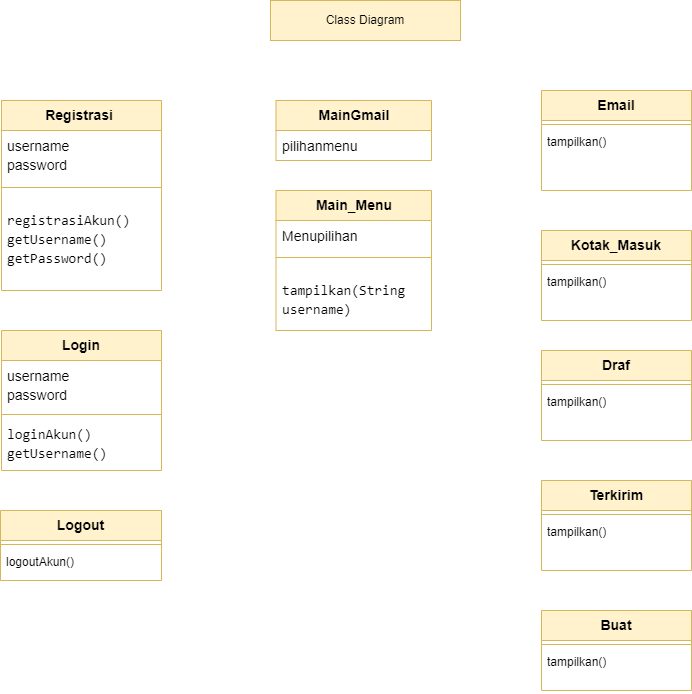 Class Diagram
Registrasi
username
password
registrasiAkun()
getUsername()
getPassword()
Login
username
password
loginAkun()
getUsername()
Logout
logoutAkun()
MainGmail
pilihanmenu
Main_Menu
Menupilihan
tampilkan(String
username)
Email
tampilkan()
Kotak_Masuk
tampilkan()
Draf
tampilkan()
Terkirim
tampilkan()
Buat
tampilkan()